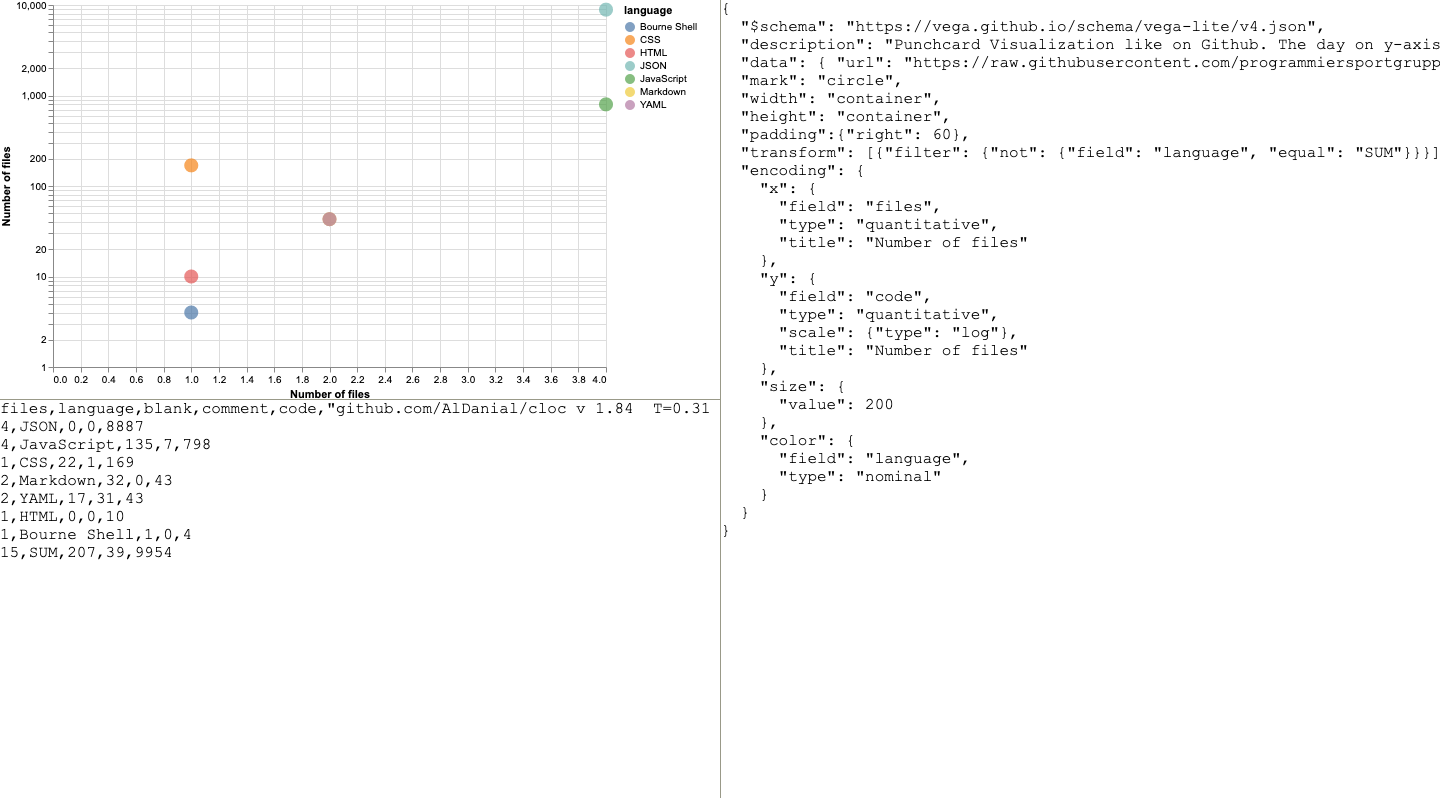 10,000
2,000
1,000
200
100
20
10
2
1
Number of files
0.0 0.2 0.4 0.6 0.8 1.0 1.2 1.4 1.6 1.8 2.0 2.2 2.4 2.6 2.8 3.0 3.2 3.4 3.6 3.8 4.0
Number of files
language
Bourne Shell
CSS
HTML
JSON
JavaScript
Markdown
YAML
files,language,blank,comment,code,"github.com/AlDanial/cloc v 1.84  T=0.31
4,JSON,0,0,8887
4,JavaScript,135,7,798
1,CSS,22,1,169
2,Markdown,32,0,43
2,YAML,17,31,43
1,HTML,0,0,10
1,Bourne Shell,1,0,4
15,SUM,207,39,9954
{
  "$schema": "https://vega.github.io/schema/vega-lite/v4.json",
  "description": "Punchcard Visualization like on Github. The day on y-axis
  "data": { "url": "https://raw.githubusercontent.com/programmiersportgrupp
  "mark": "circle",
  "width": "container",
  "height": "container",
  "padding":{"right": 60},
  "transform": [{"filter": {"not": {"field": "language", "equal": "SUM"}}}]
  "encoding": {
    "x": {
      "field": "files",
      "type": "quantitative",
      "title": "Number of files"
    },
    "y": {
      "field": "code",
      "type": "quantitative",
      "scale": {"type": "log"},
      "title": "Number of files"
    },
    "size": {
      "value": 200
    },
    "color": {
      "field": "language",
      "type": "nominal"
    }
  }
}